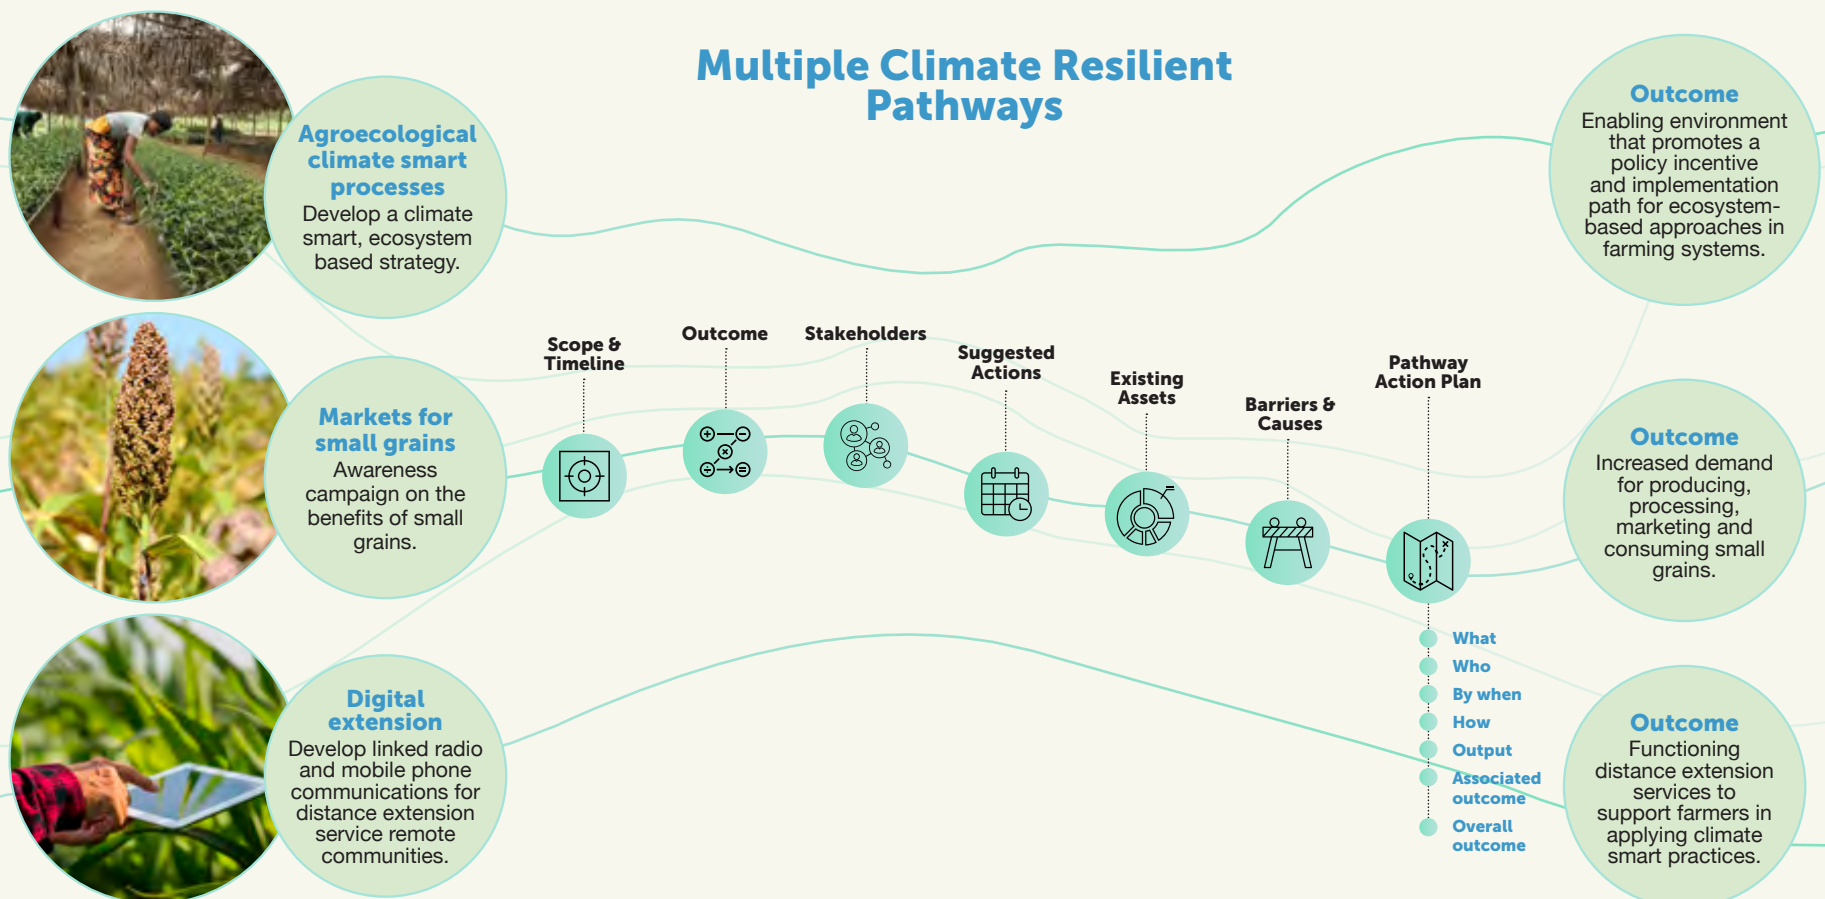 Multiple Climate Resilient
Pathways
Agroecological
climate smart
processes
Develop a climate
smart, ecosystem
based strategy.
Outcome
Enabling environment
that promotes a
policy incentive
and implementation
path for ecosystem-
based approaches in
farming systems.
Markets for
small grains
Awareness
campaign on the
benefits of small
grains.
Scope &
Timeline
Outcome
Stakeholders
Suggested
Actions
Existing
Assets
Barriers &
Causes
Pathway
Action Plan
What
Who
By when
How
Output
Associated
outcome
Overall
outcome
Outcome
Increased demand
for producing,
processing,
marketing and
consuming small
grains.
Digital
extension
Develop linked radio
and mobile phone
communications for
distance extension
service remote
communities.
Outcome
Functioning
distance extension
services to
support farmers in
applying climate
smart practices.